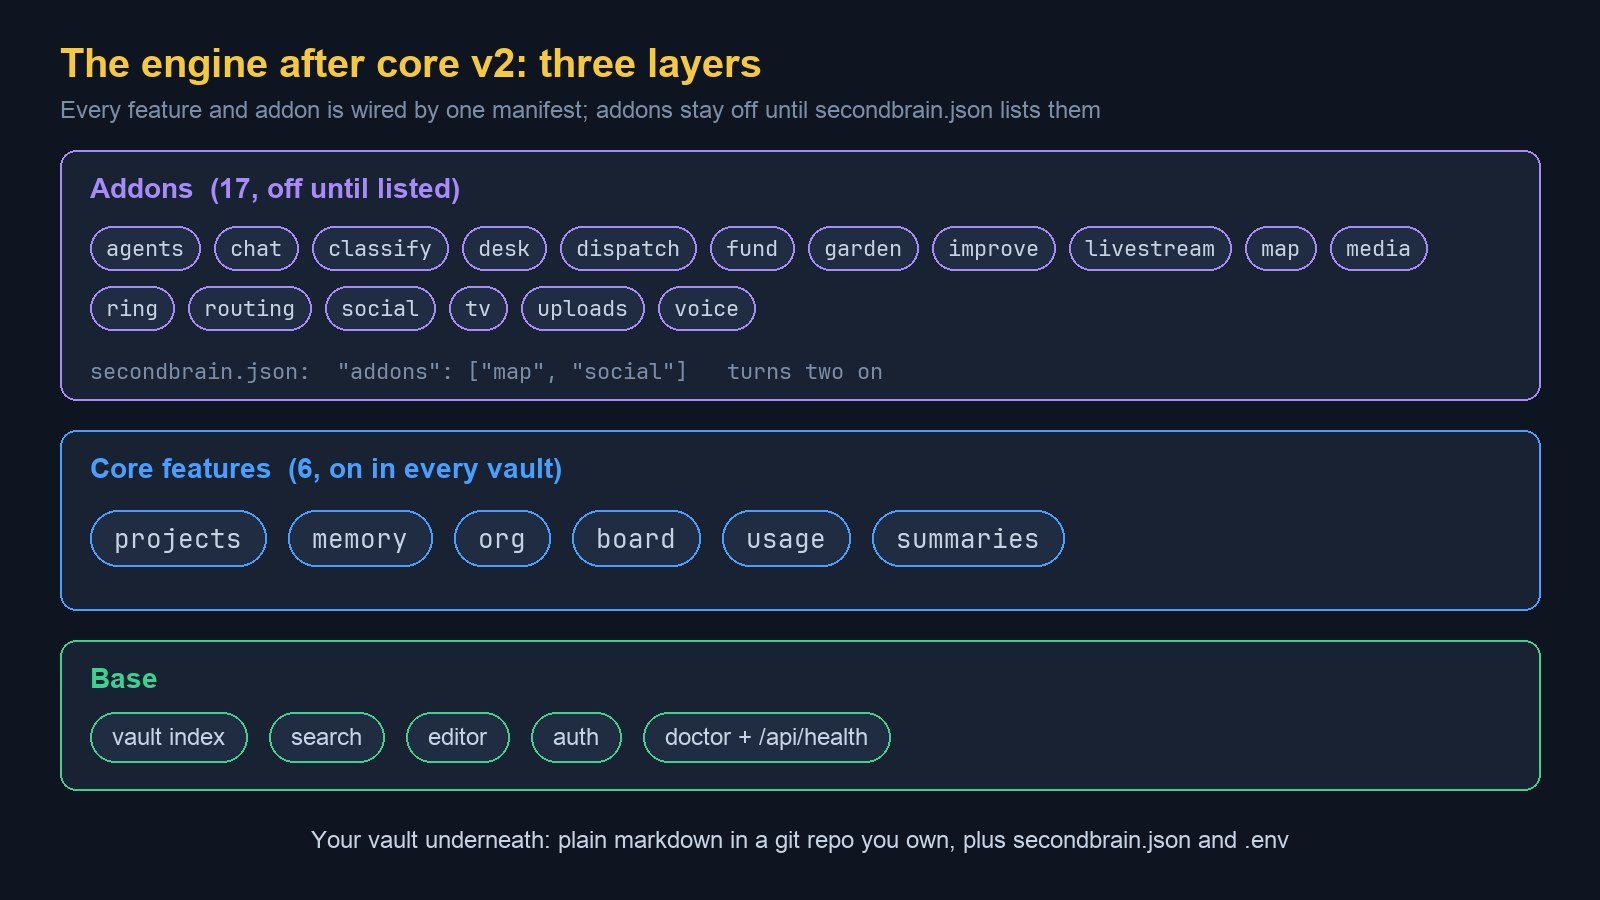 The engine after core v2: three layers
Every feature and addon is wired by one manifest; addons stay off until secondbrain.json lists them
Addons (17, off until listed)
agents chat classify desk dispatch fund garden improve livestream map media
ring routing social tv uploads voice
secondbrain.json: "addons": ["map", "social"] turns two on
Core features (6, on in every vault)
projects memory org board usage summaries
Base
vault index search editor auth doctor + /api/health
Your vault underneath: plain markdown in a git repo you own, plus secondbrain.json and .env